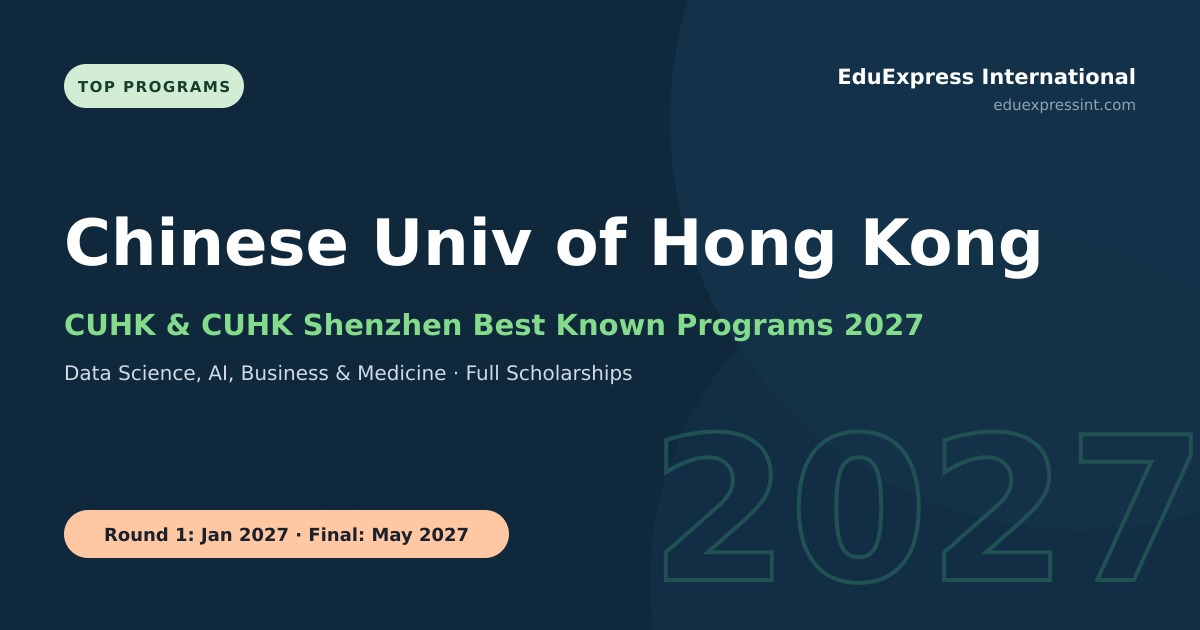 TOP PROGRAMS
EduExpress International
eduexpressint.com
Chinese Univ of Hong Kong
CUHK & CUHK Shenzhen Best Known Programs 2027
Data Science, AI, Business & Medicine · Full Scholarships
2027
Round 1: Jan 2027 · Final: May 2027